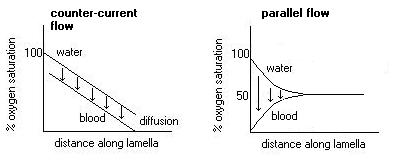 counter-current
flow
100
water
blood
diffusion
% oxygen saturation
distance along lamella
parallel flow
100
water
50
blood
% oxygen saturation
distance along lamella